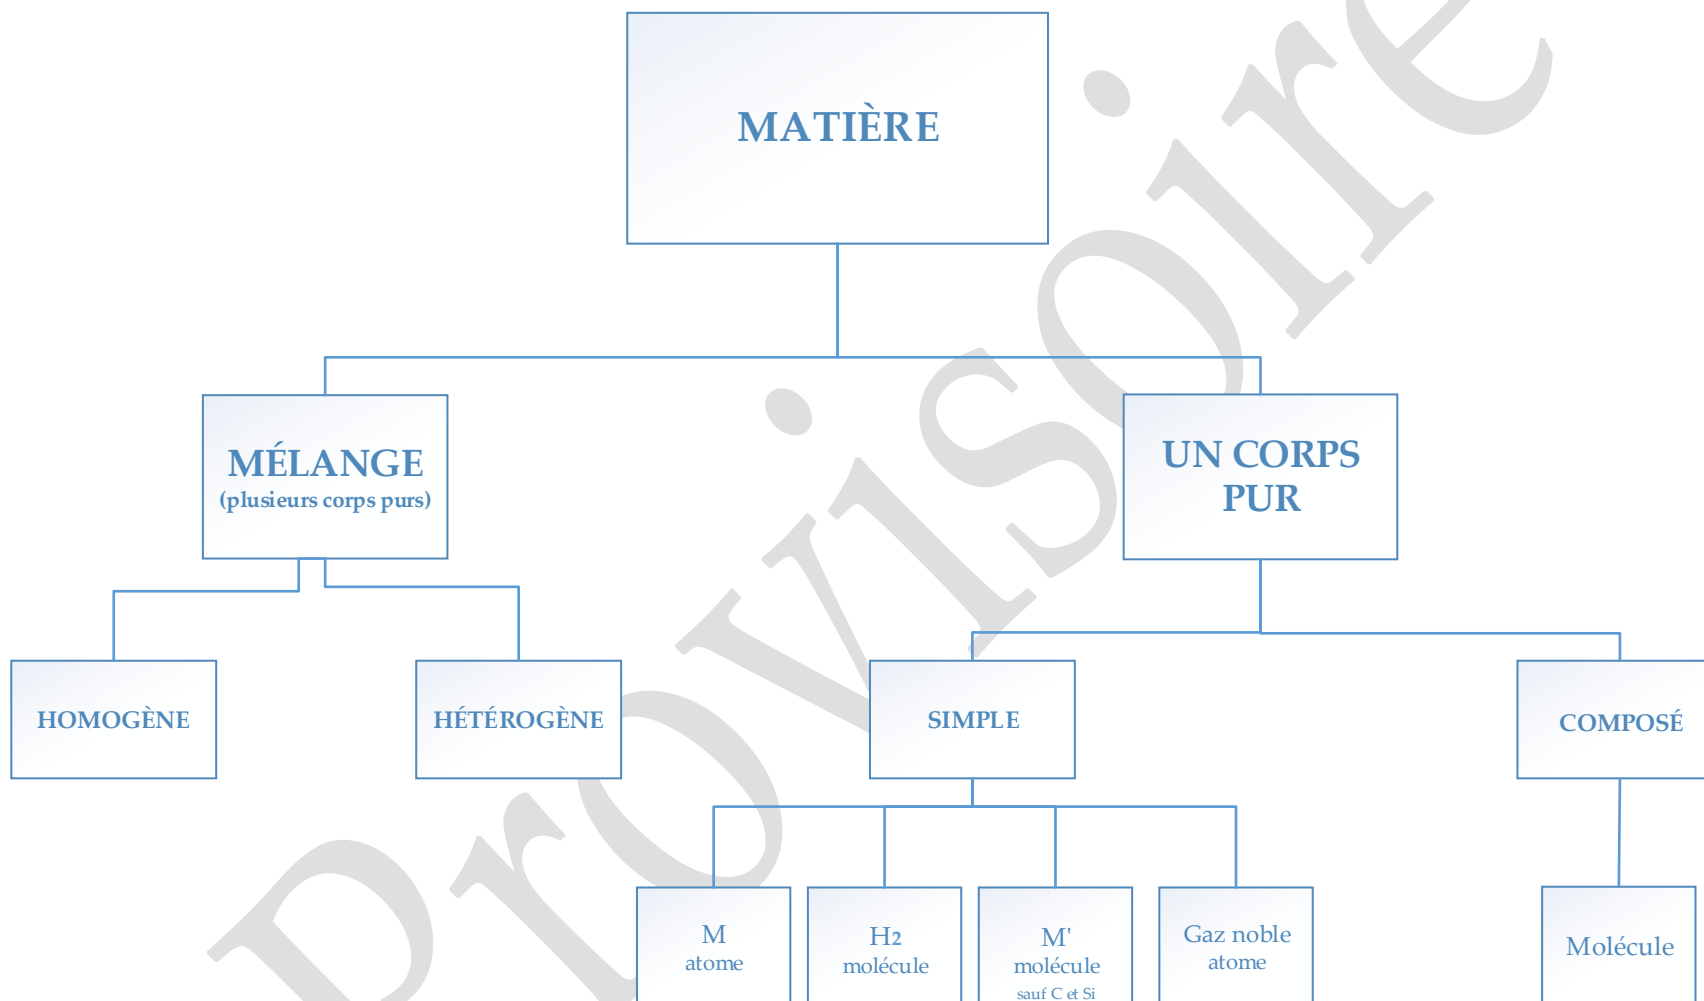 MATIÈRE
MÉLANGE
(plusieurs corps purs)
UN CORPS
PUR
HOMOGÈNE
HÉTÉROGÈNE
SIMPLE
COMPOSÉ
M
atome
H2
molécule
M'
molécule
sauf C et Si
Gaz noble
atome
Molécule
Provisoire